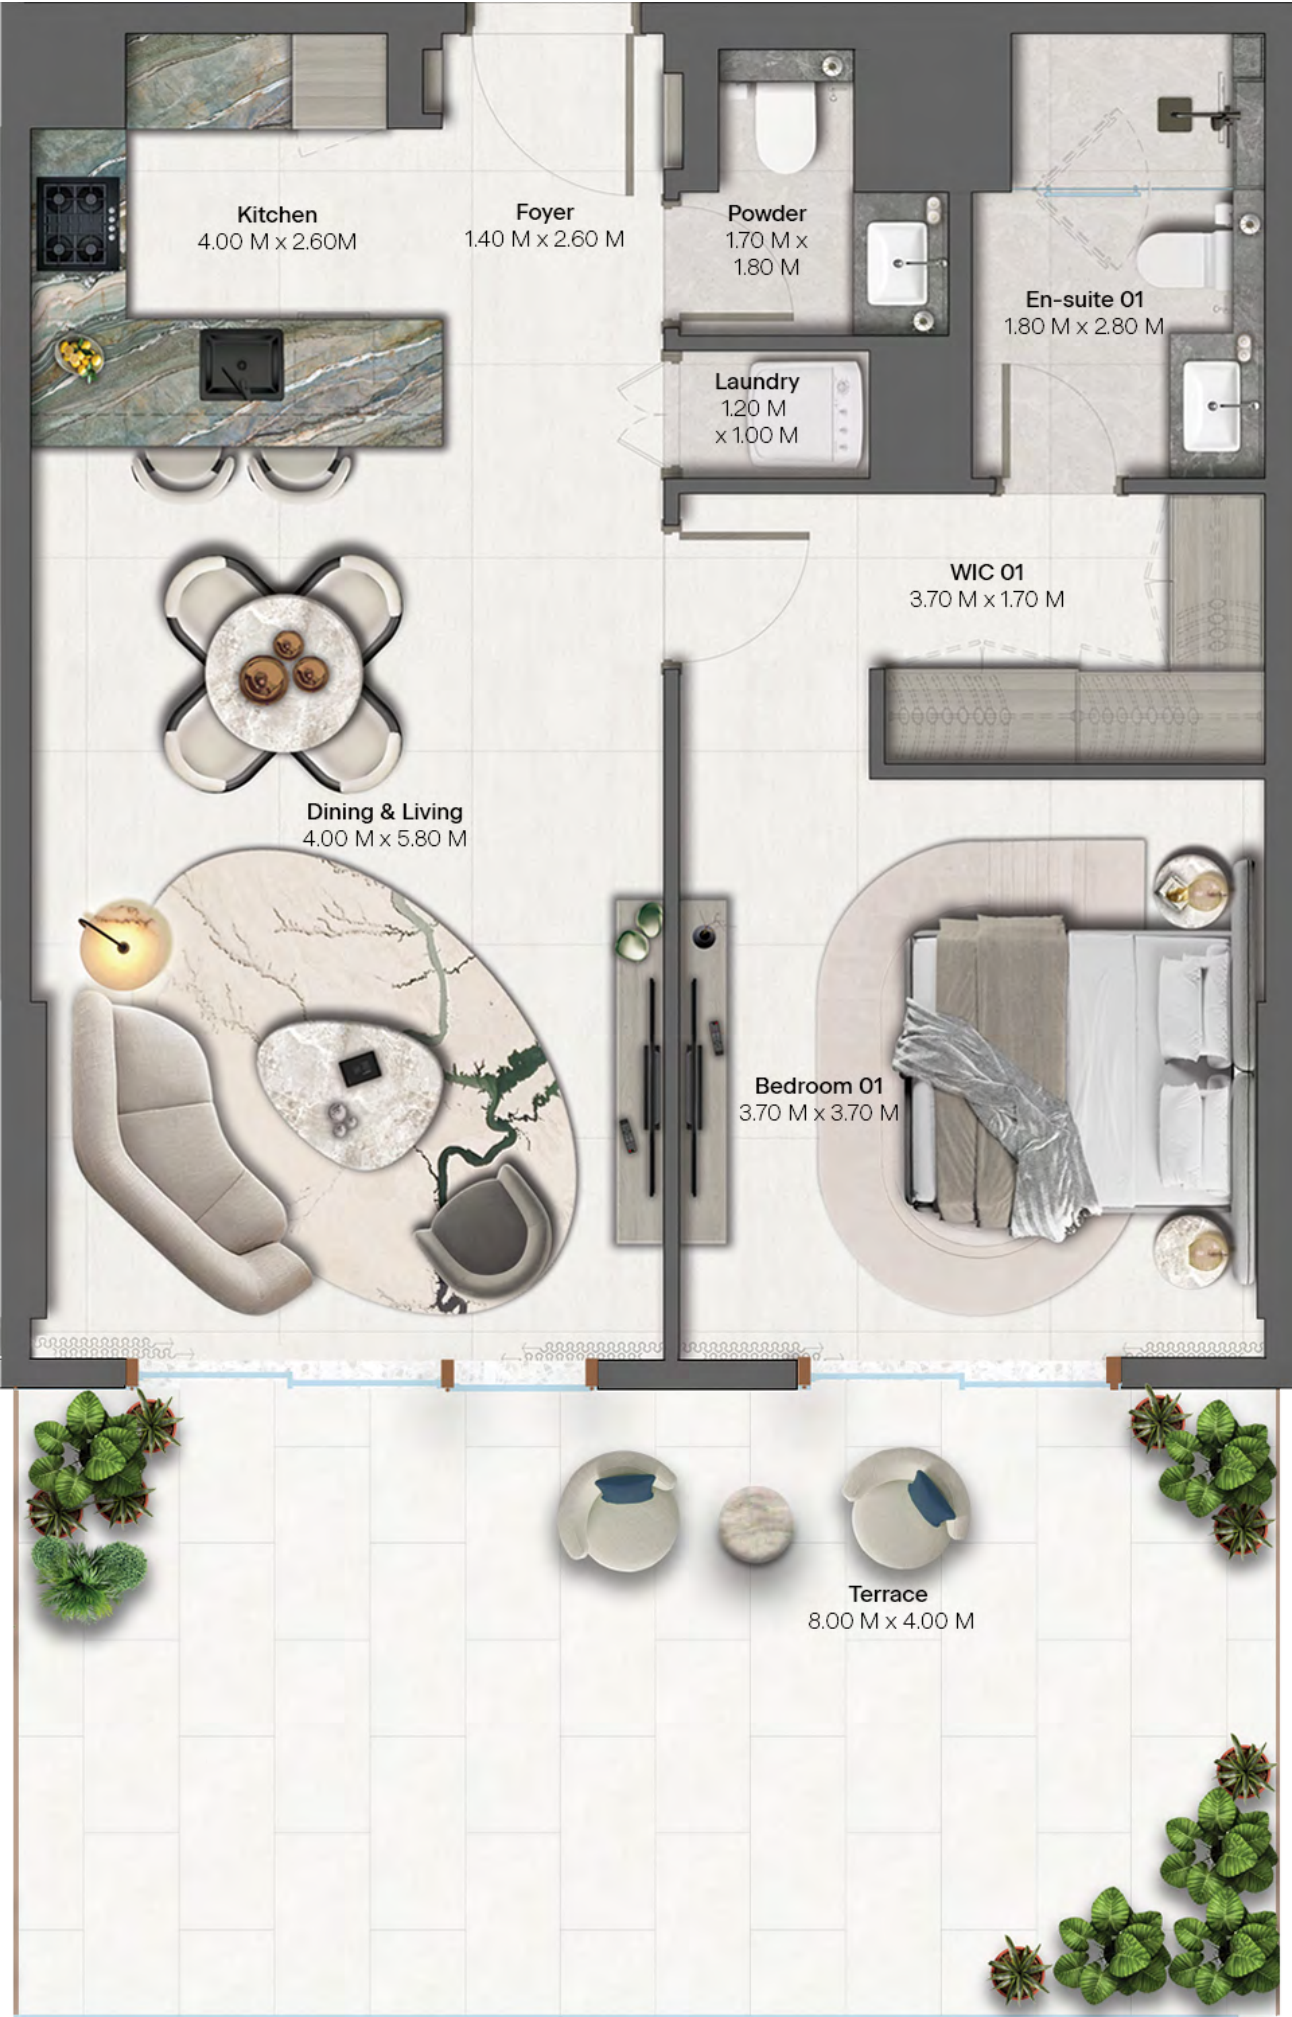 Kitchen
4.00 M x 2.60M
Foyer
1.40 M x 2.60 M
Powder
1.70 M x
1.80 M
En-suite 01
1.80 M x 2.80 M
Laundry
1.20 M
x 1.00 M
WIC 01
3.70 M x 1.70 M
Dining & Living
4.00 M x 5.80 M
Bedroom 01
3.70 M x 3.70 M
Terrace
8.00 M x 4.00 M